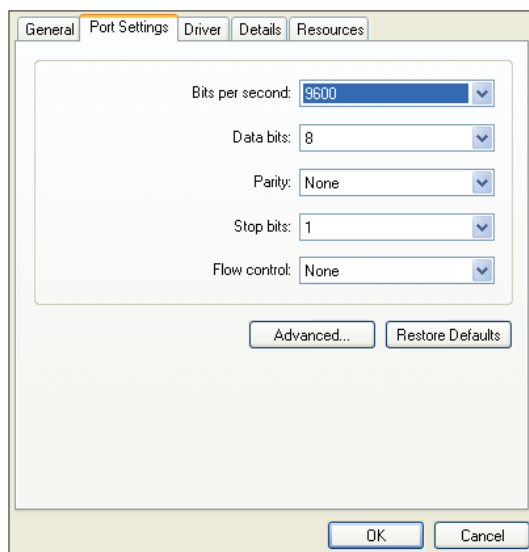 General Port Settings Driver Details Resources
Bits per second: 9600
Data bits: 8
Parity: None
Stop bits: 1
Flow control: None
Advanced... Restore Defaults
OK Cancel